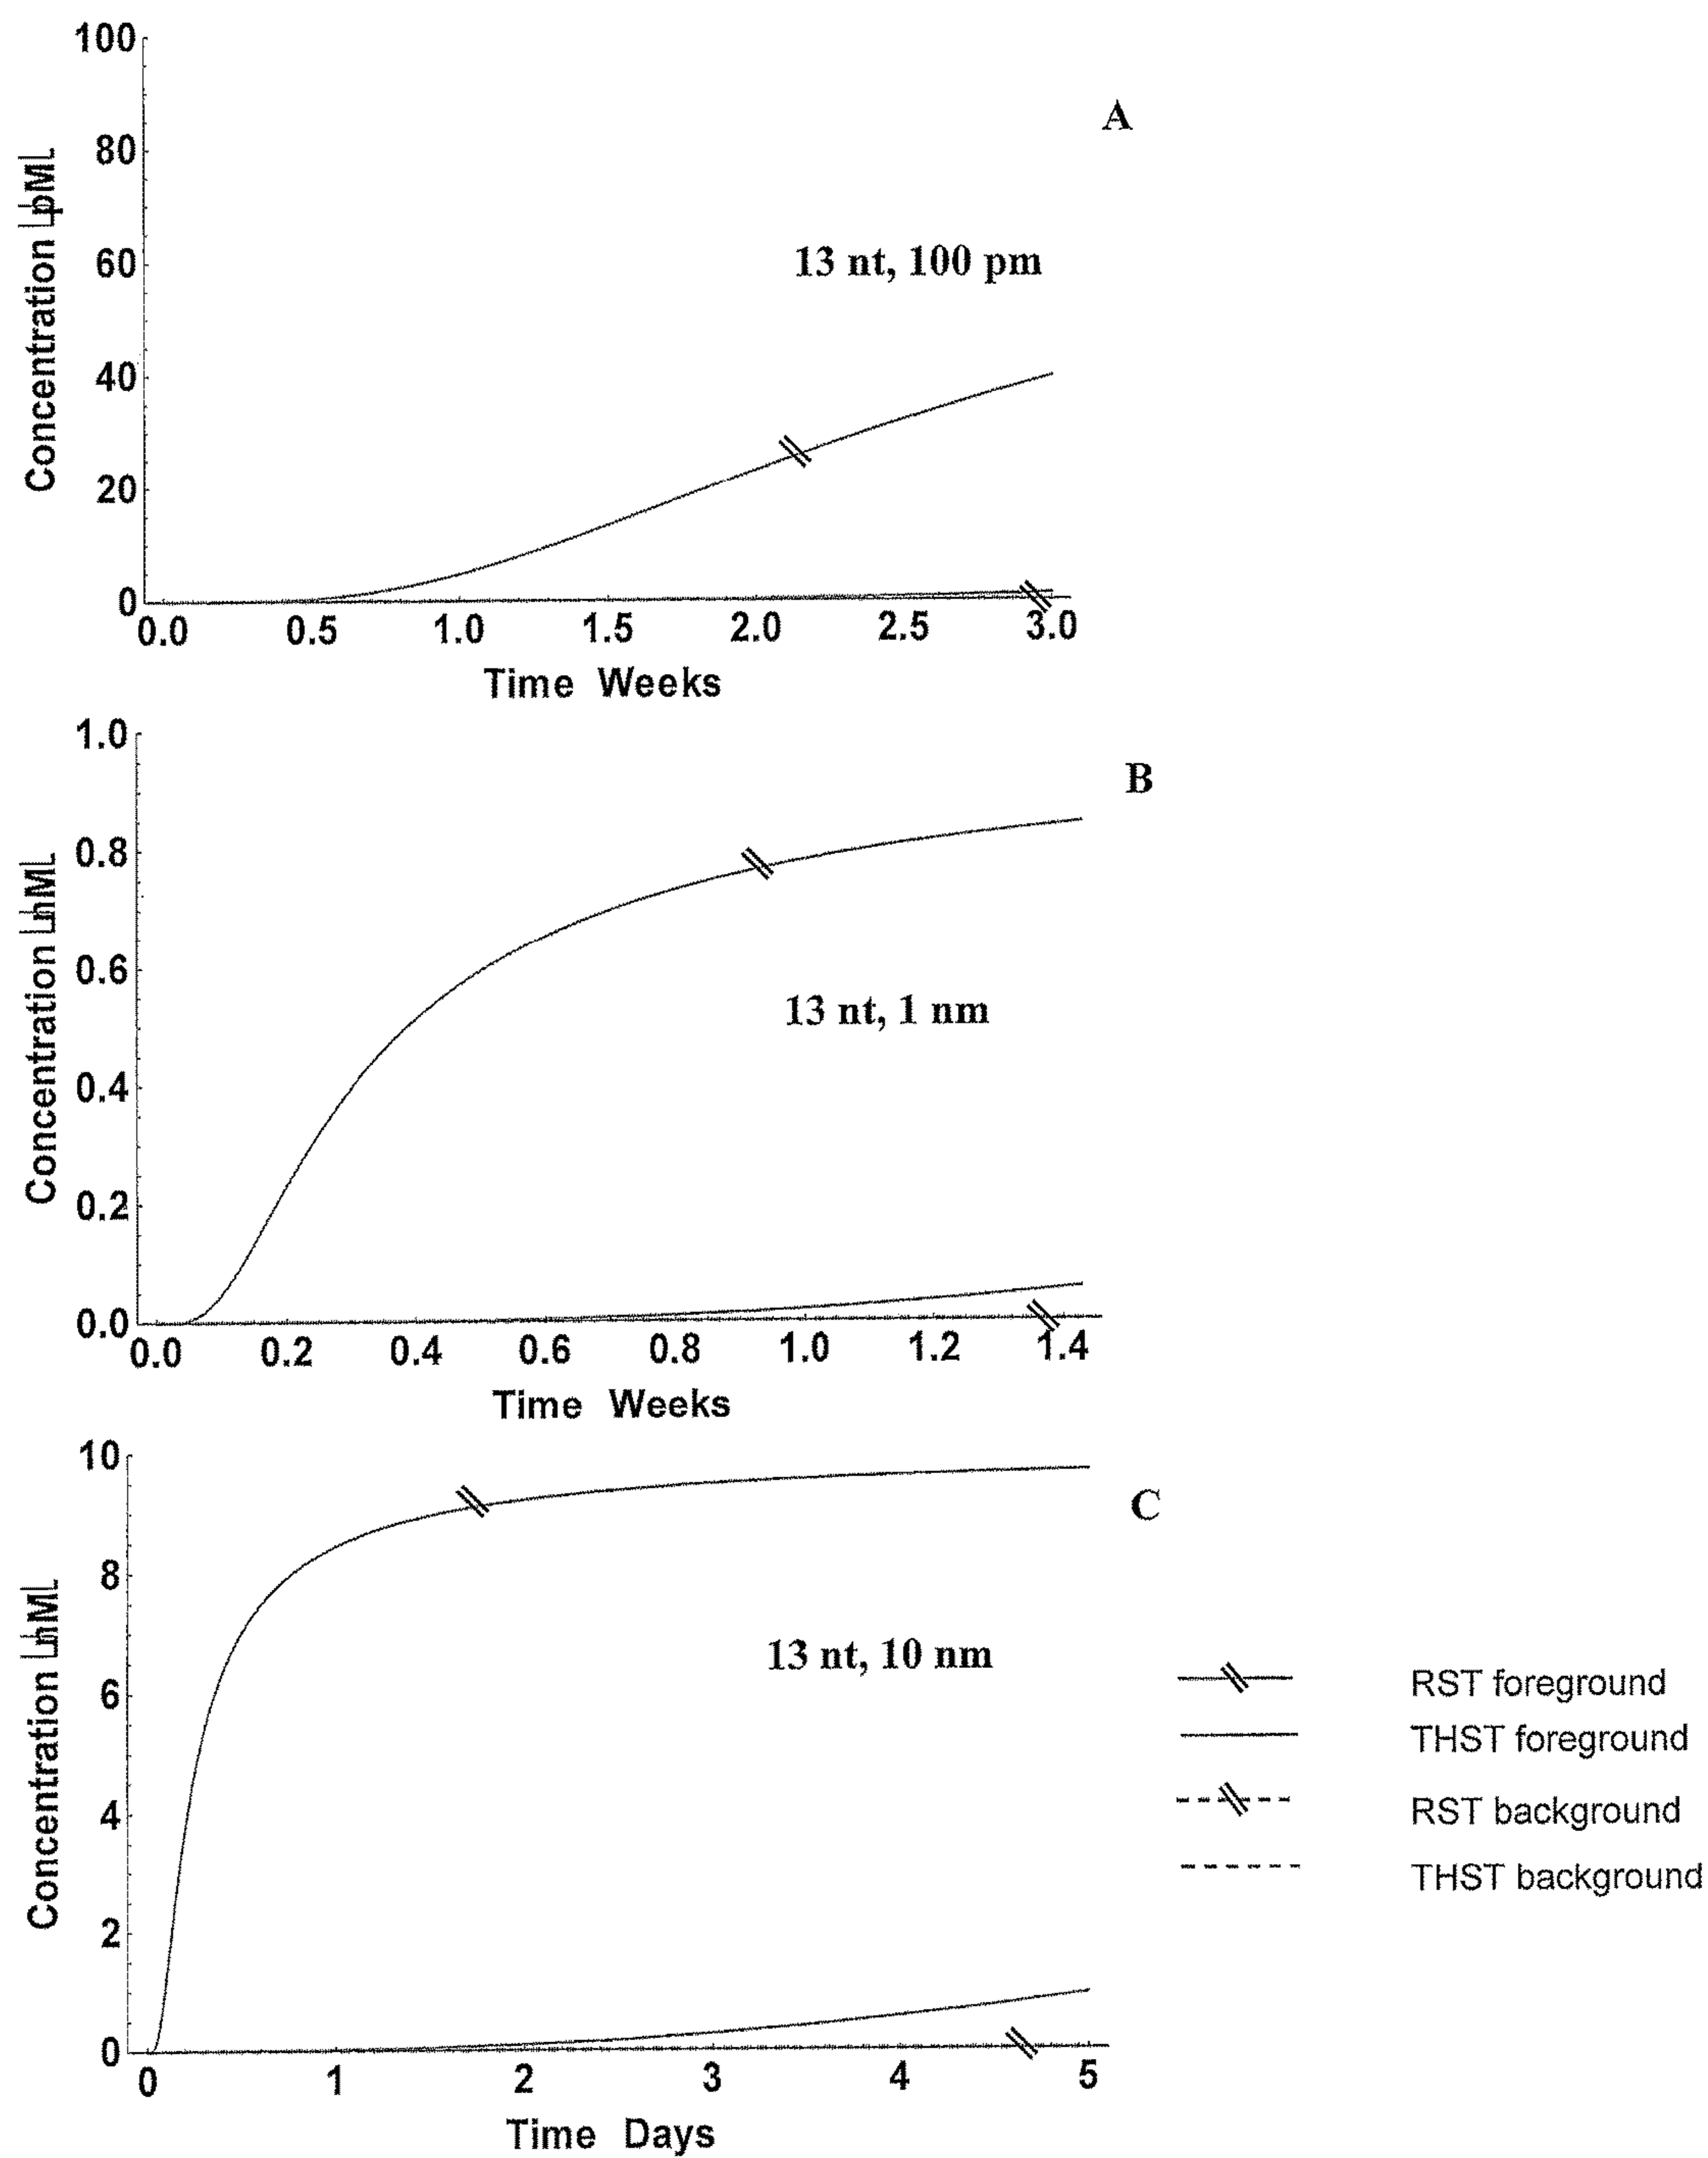 100
A
80
60
13 nt, 100 pm
40
20
0
0.0 0.5 1.0 1.5 2.0 2.5 3.0
Time Weeks
Concentration
1.0
B
0.8
0.6
13 nt, 1 nm
0.4
0.2
0.0
0.0 0.2 0.4 0.6 0.8 1.0 1.2 1.4
Time Weeks
Concentration
10
C
8
13 nt, 10 nm
6
4
2
0
0 1 2 3 4 5
Time Days
Concentration
RST foreground
THST foreground
RST background
THST background